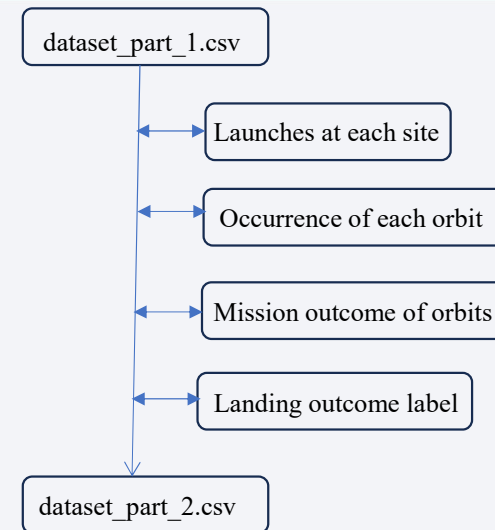 dataset_part_1.csv
Launches at each site
Occurrence of each orbit
Mission outcome of orbits
Landing outcome label
dataset_part_2.csv